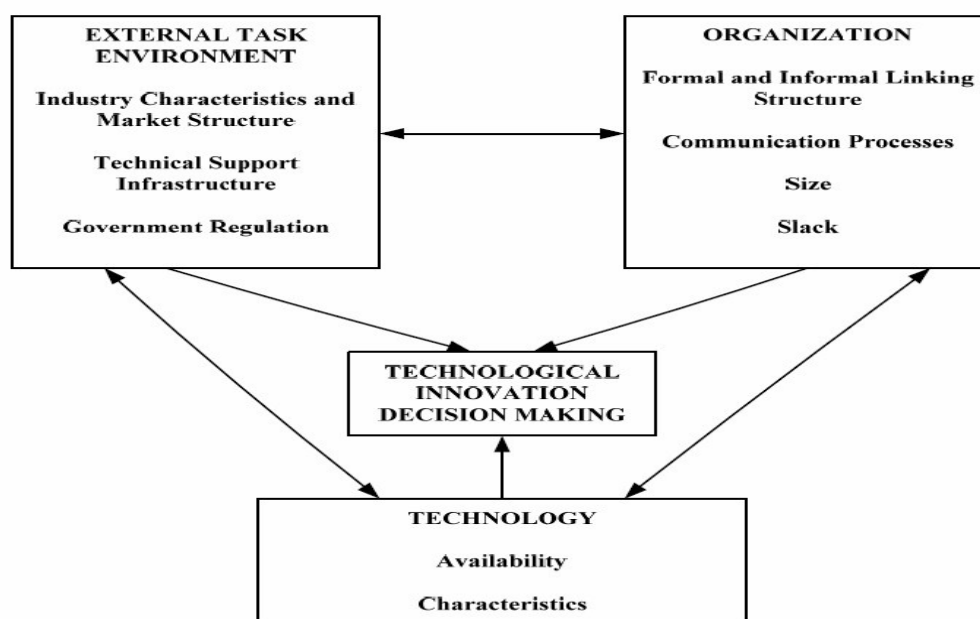 EXTERNAL TASK
ENVIRONMENT
Industry Characteristics and
Market Structure
Technical Support
Infrastructure
Government Regulation
ORGANIZATION
Formal and Informal Linking
Structure
Communication Processes
Size
Slack
TECHNOLOGICAL
INNOVATION
DECISION MAKING
TECHNOLOGY
Availability
Characteristics